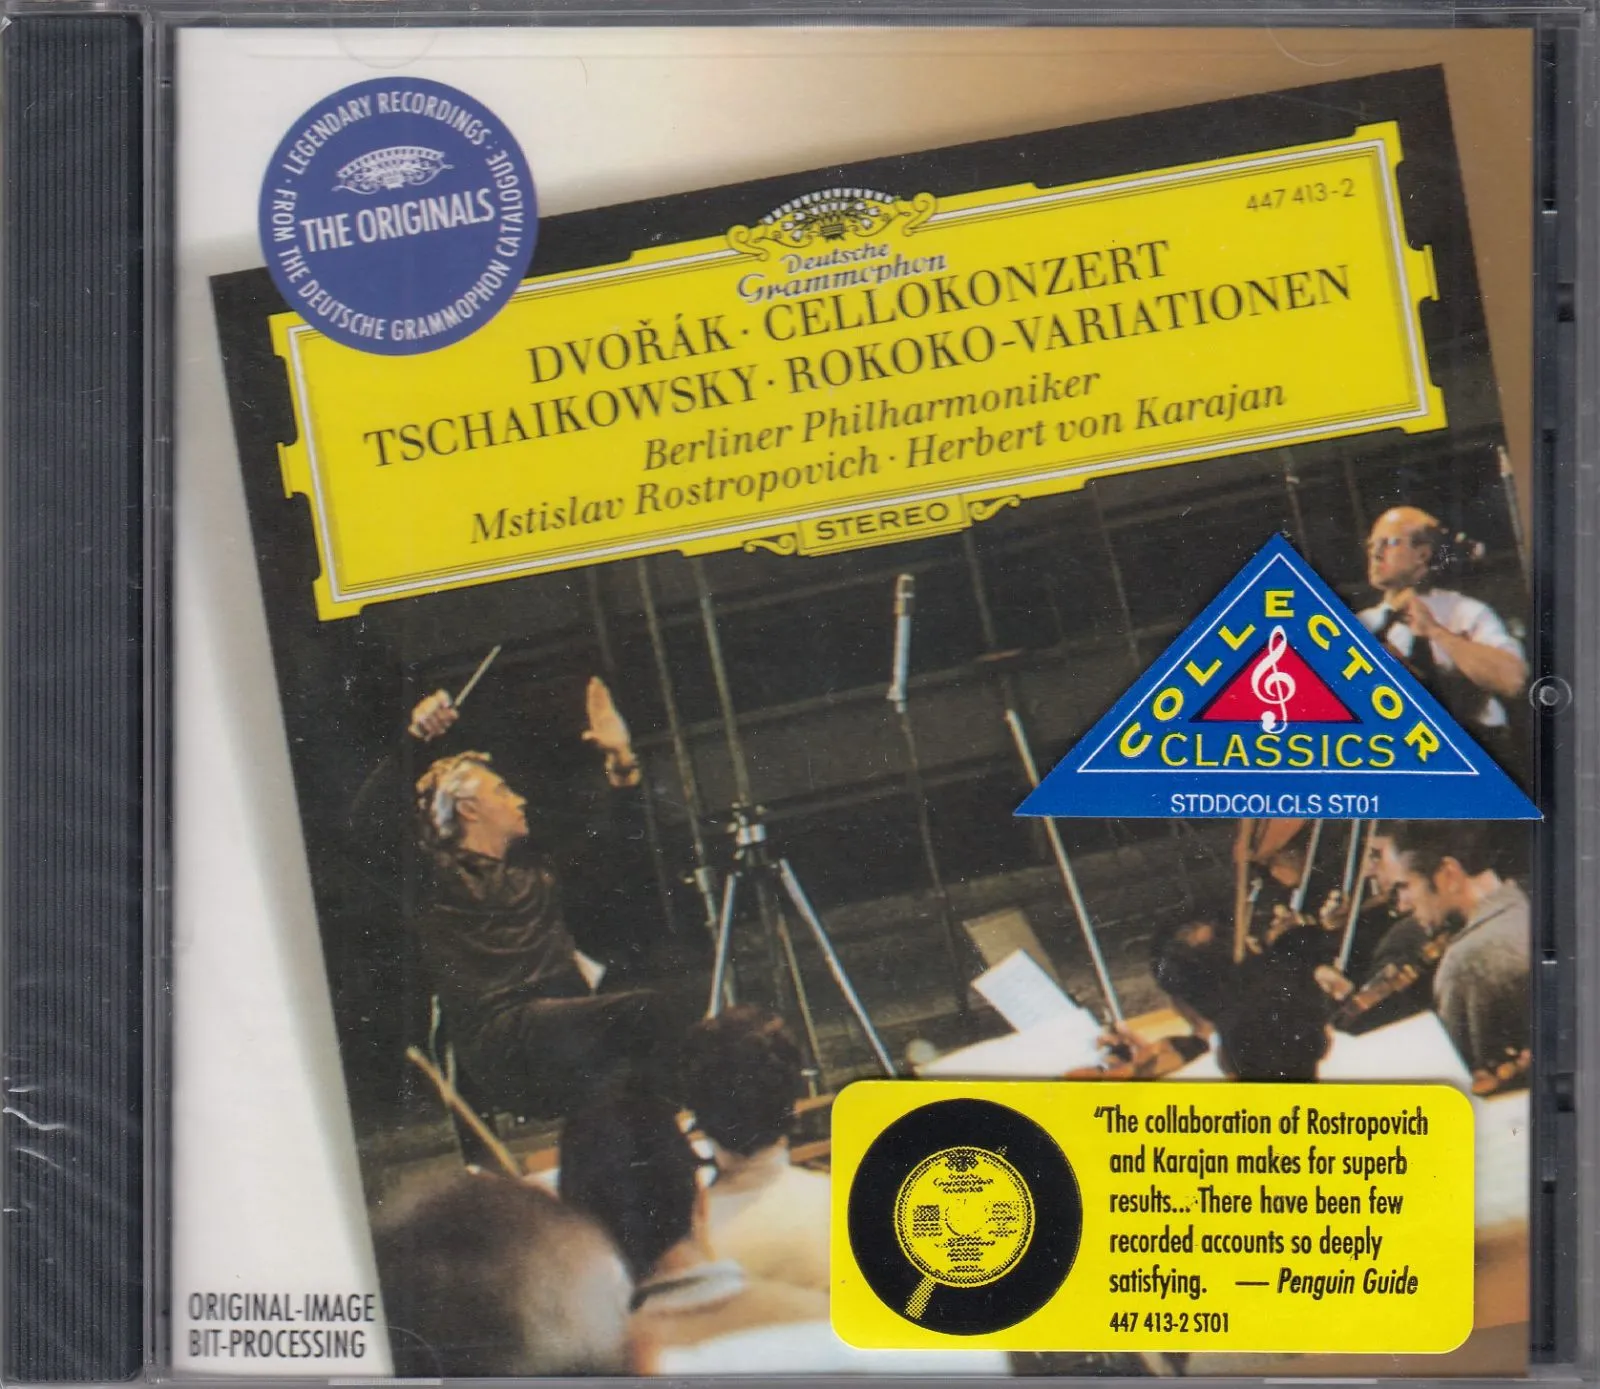 LEGENDARY RECORDINGS · FROM THE DEUTSCHE GRAMMOPHON CATALOGUE ·
THE ORIGINALS
447 413-2
Deutsche
Grammophon
DVOŘÁK · CELLOKONZERT
TSCHAIKOWSKY · ROKOKO-VARIATIONEN
Berliner Philharmoniker
Mstislav Rostropovich · Herbert von Karajan
STEREO
COLLECTOR
CLASSICS
STDDCOLCLS ST01
"The collaboration of Rostropovich
and Karajan makes for superb
results... There have been few
recorded accounts so deeply
satisfying. — Penguin Guide
447 413-2 ST01
ORIGINAL-IMAGE
BIT-PROCESSING